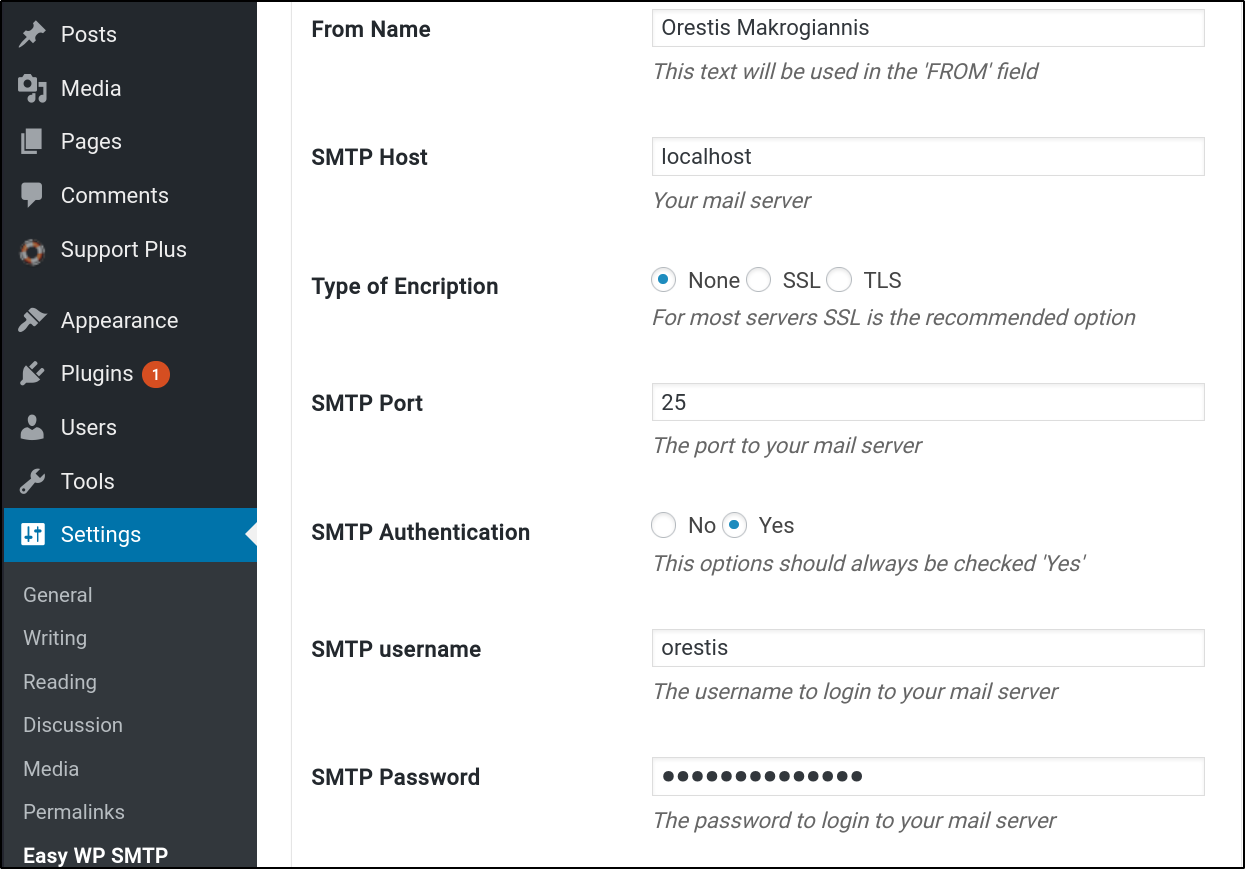 Posts
Media
Pages
Comments
Support Plus
Appearance
Plugins 1
Users
Tools
Settings
General
Writing
Reading
Discussion
Media
Permalinks
Easy WP SMTP
From Name
Orestis Makrogiannis
This text will be used in the 'FROM' field
SMTP Host
localhost
Your mail server
Type of Encription
None SSL TLS
For most servers SSL is the recommended option
SMTP Port
25
The port to your mail server
SMTP Authentication
No Yes
This options should always be checked 'Yes'
SMTP username
orestis
The username to login to your mail server
SMTP Password
●●●●●●●●●●●●●●
The password to login to your mail server